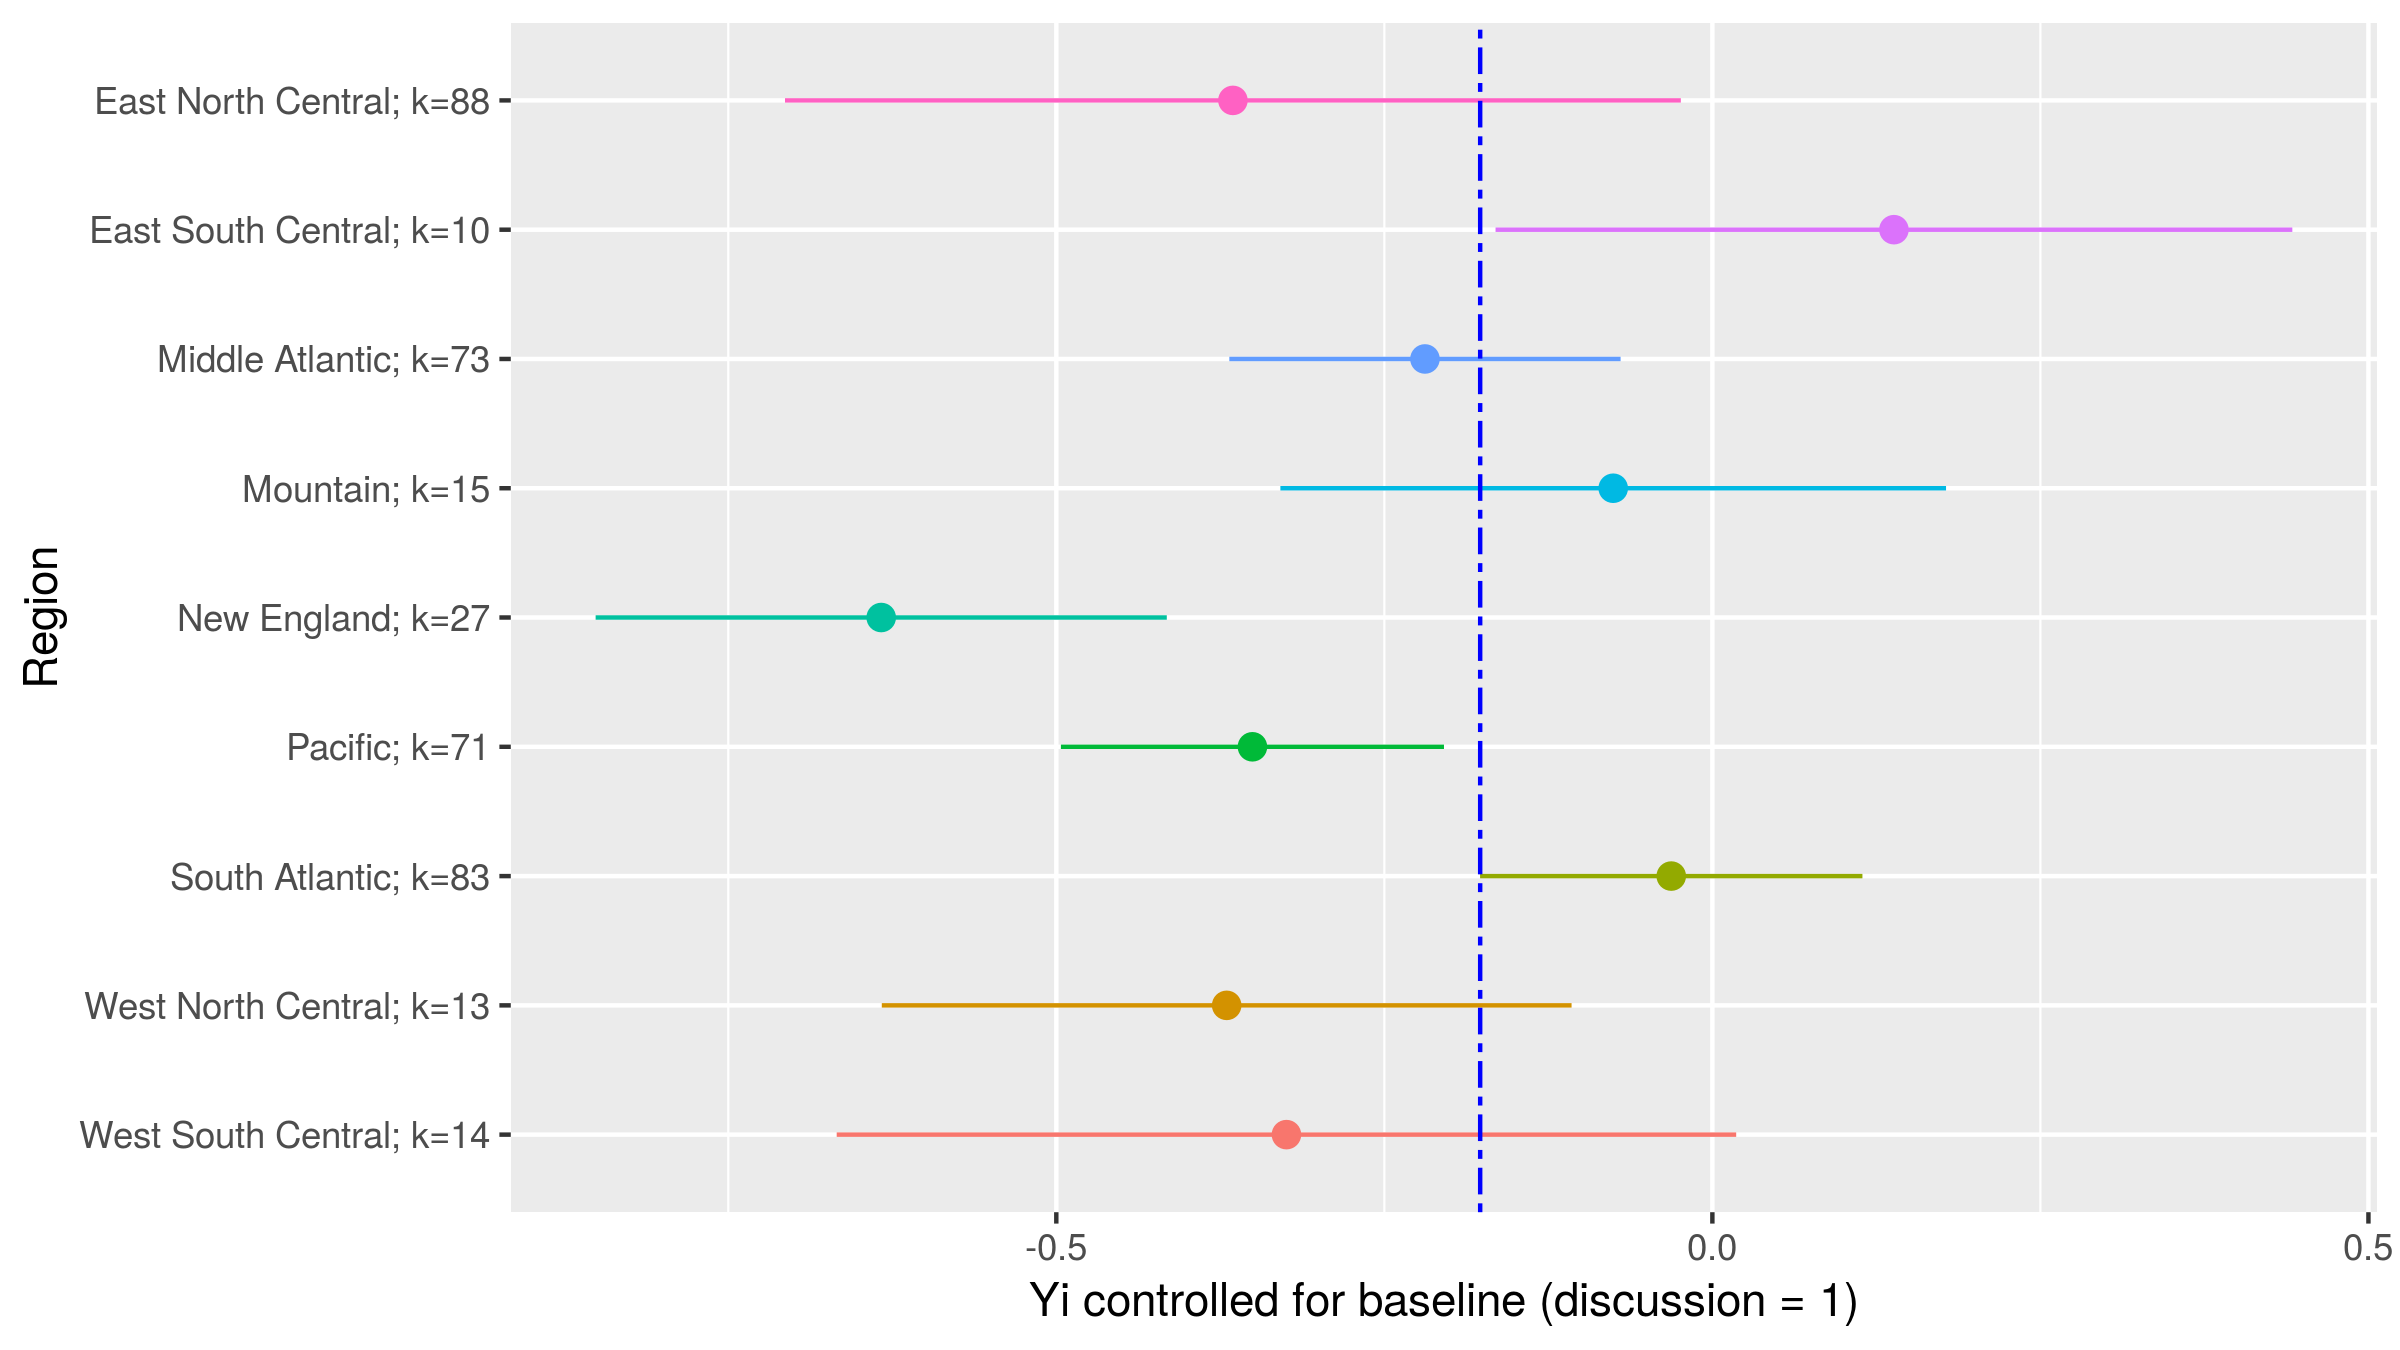 East North Central; k=88
East South Central; k=10
Middle Atlantic; k=73
Mountain; k=15
New England; k=27
Pacific; k=71
South Atlantic; k=83
West North Central; k=13
West South Central; k=14
Region
-0.5 0.0 0.5
Yi controlled for baseline (discussion = 1)